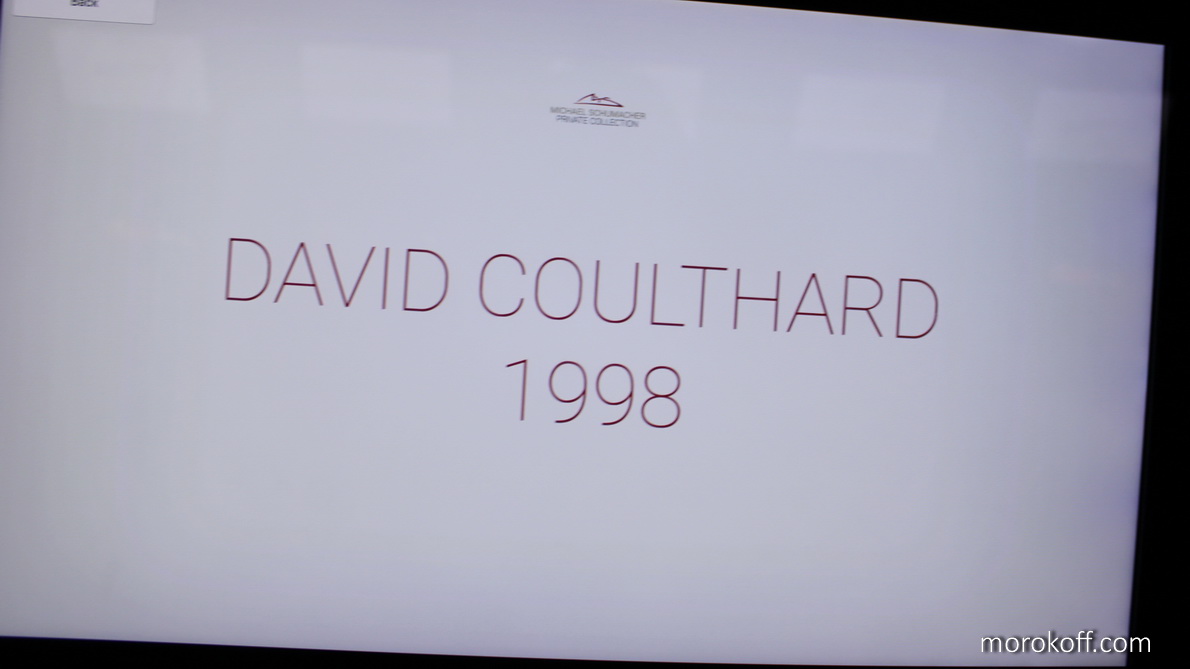 Back
MICHAEL SCHUMACHER
PRIVATE COLLECTION
DAVID COULTHARD
1998
morokoff.com